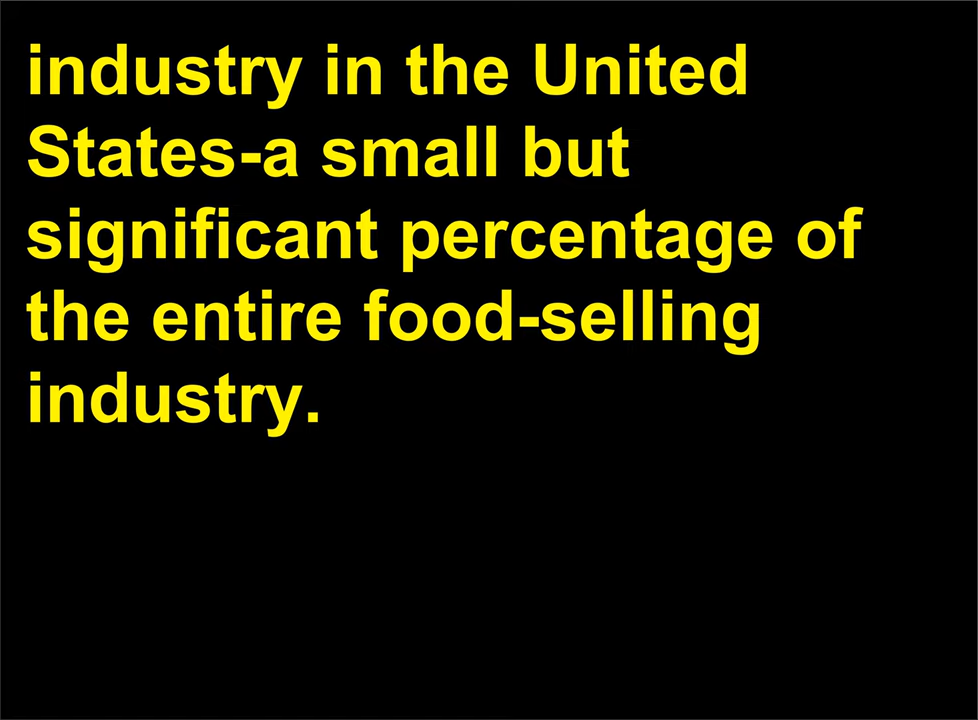 industry in the United
States-a small but
significant percentage of
the entire food-selling
industry.